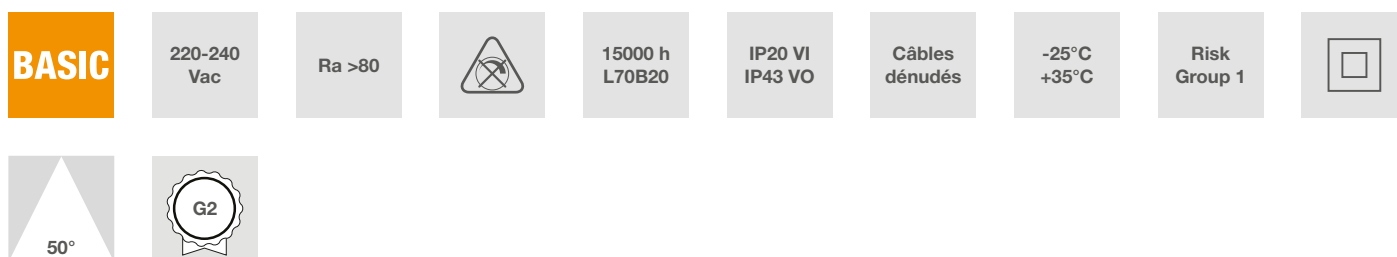 BASIC
220-240
Vac
Ra >80
15000 h
L70B20
IP20 VI
IP43 VO
Câbles
dénudés
-25°C
+35°C
Risk
Group 1
50°
G2